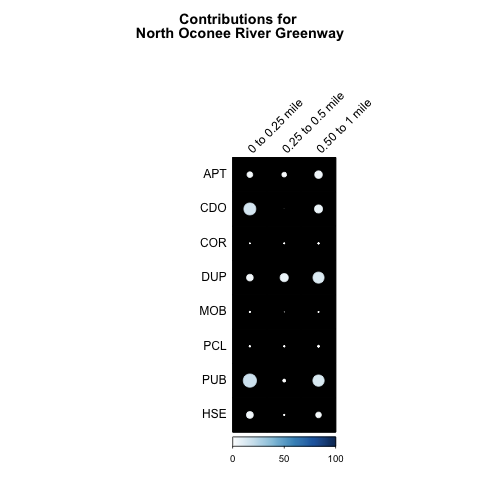 Contributions for
North Oconee River Greenway
0 to 0.25 mile
0.25 to 0.5 mile
0.50 to 1 mile
APT
CDO
COR
DUP
MOB
PCL
PUB
HSE
0 50 100